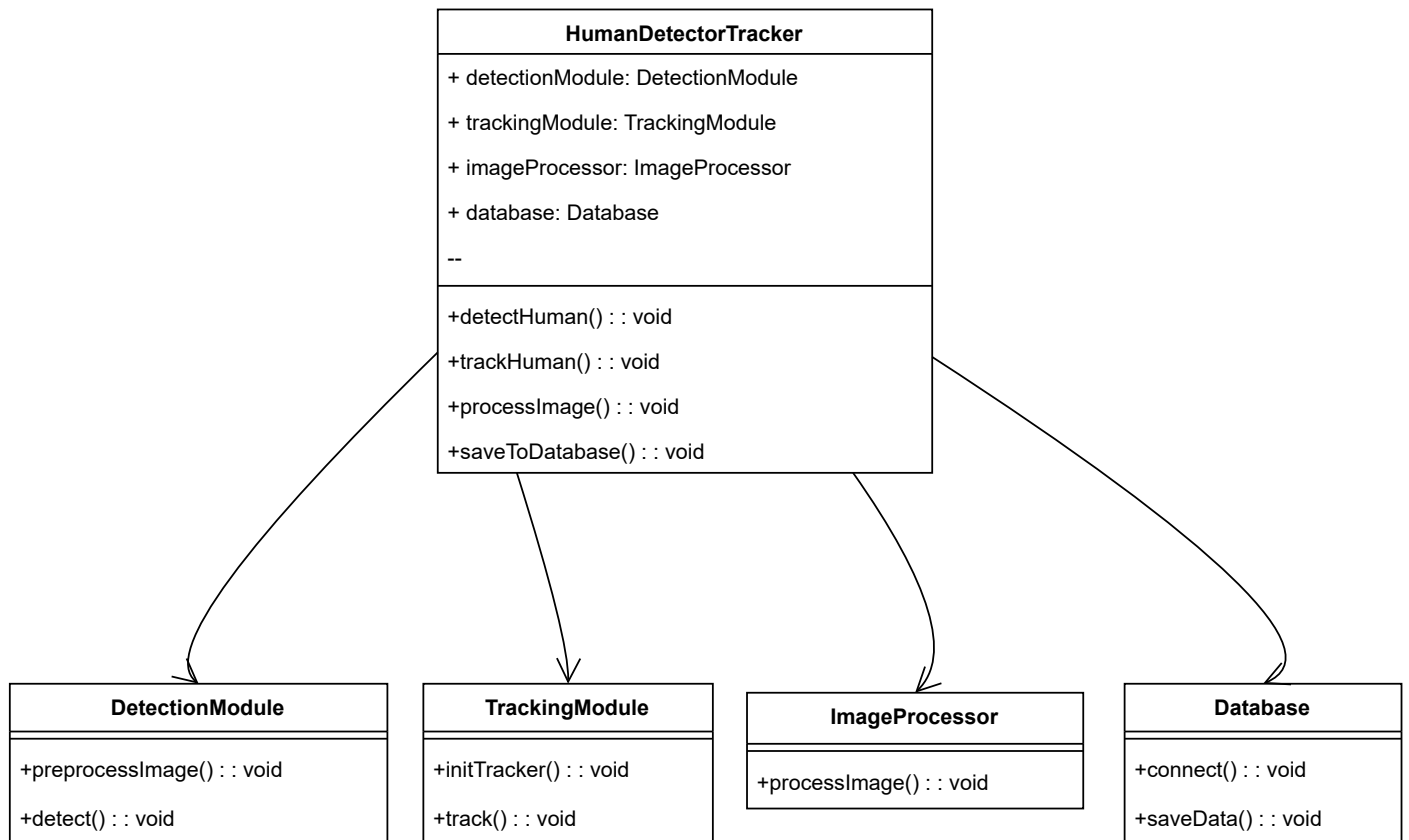 HumanDetectorTracker
+ detectionModule: DetectionModule
+ trackingModule: TrackingModule
+ imageProcessor: ImageProcessor
+ database: Database
--
+detectHuman() : : void
+trackHuman() : : void
+processImage() : : void
+saveToDatabase() : : void
DetectionModule
+preprocessImage() : : void
+detect() : : void
TrackingModule
+initTracker() : : void
+track() : : void
ImageProcessor
+processImage() : : void
Database
+connect() : : void
+saveData() : : void